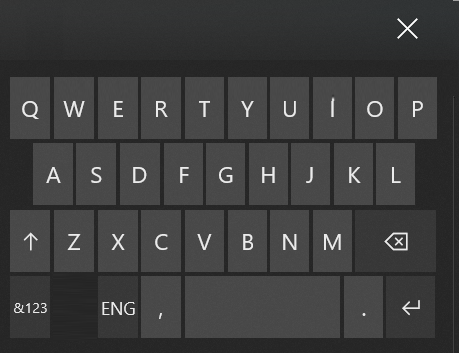 Q W E R T Y U Í O P
A S D F G H J K L
Z X C V B N M
&123 ENG , .